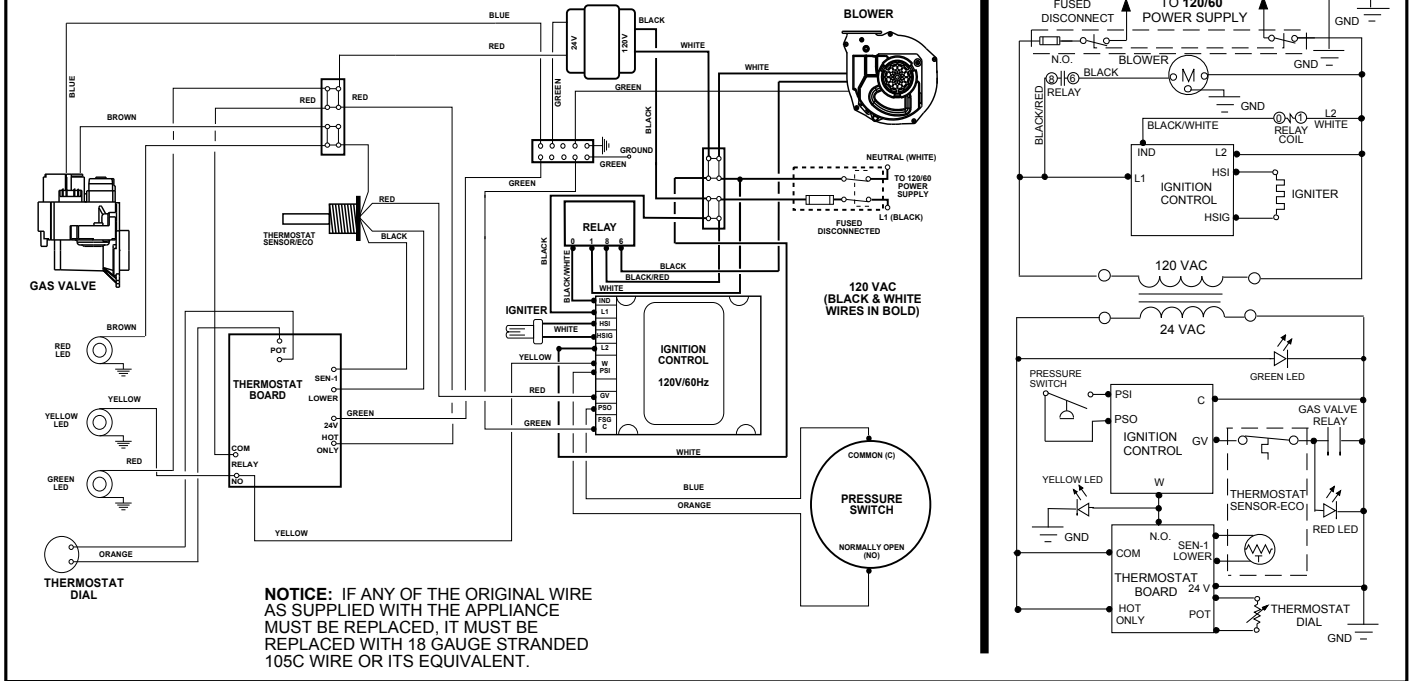 BLUE
RED
BLUE
BROWN
RED
RED
24V
120V
BLACK
WHITE
GREEN
BLACK
WHITE
GREEN
BLOWER
GROUND
GREEN
GREEN
NEUTRAL (WHITE)
TO 120/60
POWER
SUPPLY
L1 (BLACK)
FUSED
DISCONNECTED
GAS VALVE
THERMOSTAT
SENSOR/ECO
RED
BLACK
RELAY
0 1 8 6
BLACK
BLACK/WHITE
BLACK
BLACK/RED
WHITE
120 VAC
(BLACK & WHITE
WIRES IN BOLD)
IGNITER
WHITE
IND
L1
HSI
HSIG
L2
W
PSI
GV
PSO
FSG
C
IGNITION
CONTROL
120V/60Hz
YELLOW
RED
GREEN
WHITE
BROWN
RED
LED
YELLOW
YELLOW
LED
RED
GREEN
LED
POT
THERMOSTAT
BOARD
SEN-1
LOWER
24V
HOT
ONLY
COM
RELAY
NO
GREEN
YELLOW
ORANGE
THERMOSTAT
DIAL
BLUE
ORANGE
COMMON (C)
PRESSURE
SWITCH
NORMALLY OPEN
(NO)
NOTICE: IF ANY OF THE ORIGINAL WIRE
AS SUPPLIED WITH THE APPLIANCE
MUST BE REPLACED, IT MUST BE
REPLACED WITH 18 GAUGE STRANDED
105C WIRE OR ITS EQUIVALENT.
FUSED
DISCONNECT
TO 120/60
POWER SUPPLY
GND
GND
N.O.
8 6
RELAY
BLACK
BLOWER
M
GND
BLACK/RED
BLACK/WHITE
0 1
RELAY
COIL
L2
WHITE
IND
L2
L1
HSI
IGNITION
CONTROL
HSIG
IGNITER
120 VAC
24 VAC
GREEN LED
PRESSURE
SWITCH
PSI
PSO
C
IGNITION
CONTROL
GV
W
GAS VALVE
RELAY
YELLOW LED
GND
THERMOSTAT
SENSOR-ECO
RED LED
N.O.
COM
SEN-1
LOWER
THERMOSTAT
BOARD
24 V
HOT
ONLY
POT
THERMOSTAT
DIAL
GND